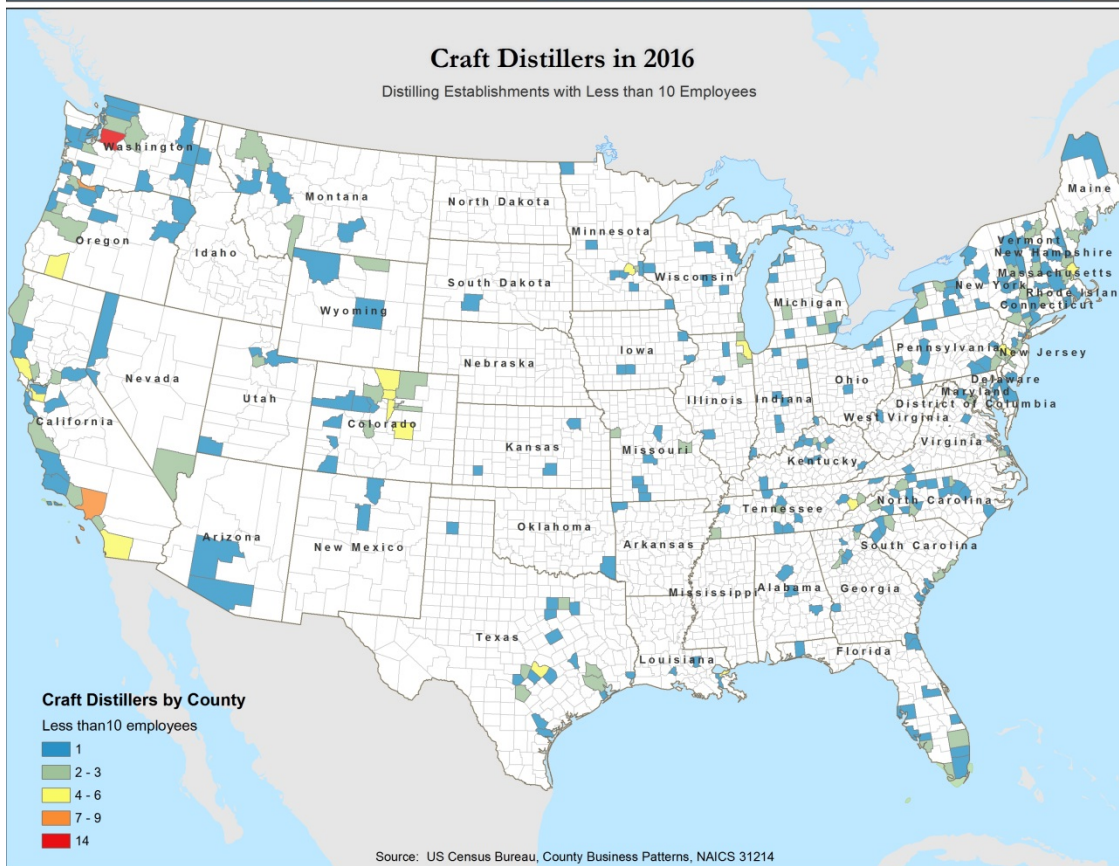 Craft Distillers in 2016
Distilling Establishments with Less than 10 Employees
Washington
Montana
North Dakota
Minnesota
Maine
Oregon
Idaho
Wisconsin
Vermont
New Hampshire
Massachusetts
South Dakota
Michigan
New York
Rhode Islan
Connecticut
Wyoming
Iowa
Pennsylvania
New Jersey
Nebraska
Nevada
Utah
Illinois
Indiana
Ohio
Delaware
Maryland
District of Columbia
California
Colorado
Kansas
Missouri
West Virginia
Virginia
Kentucky
Arizona
New Mexico
Oklahoma
Tennessee
North Carolina
Arkansas
South Carolina
Mississippi
Alabama
Georgia
Texas
Louisiana
Florida
Craft Distillers by County
Less than10 employees
1
2 - 3
4 - 6
7 - 9
14
Source: US Census Bureau, County Business Patterns, NAICS 31214